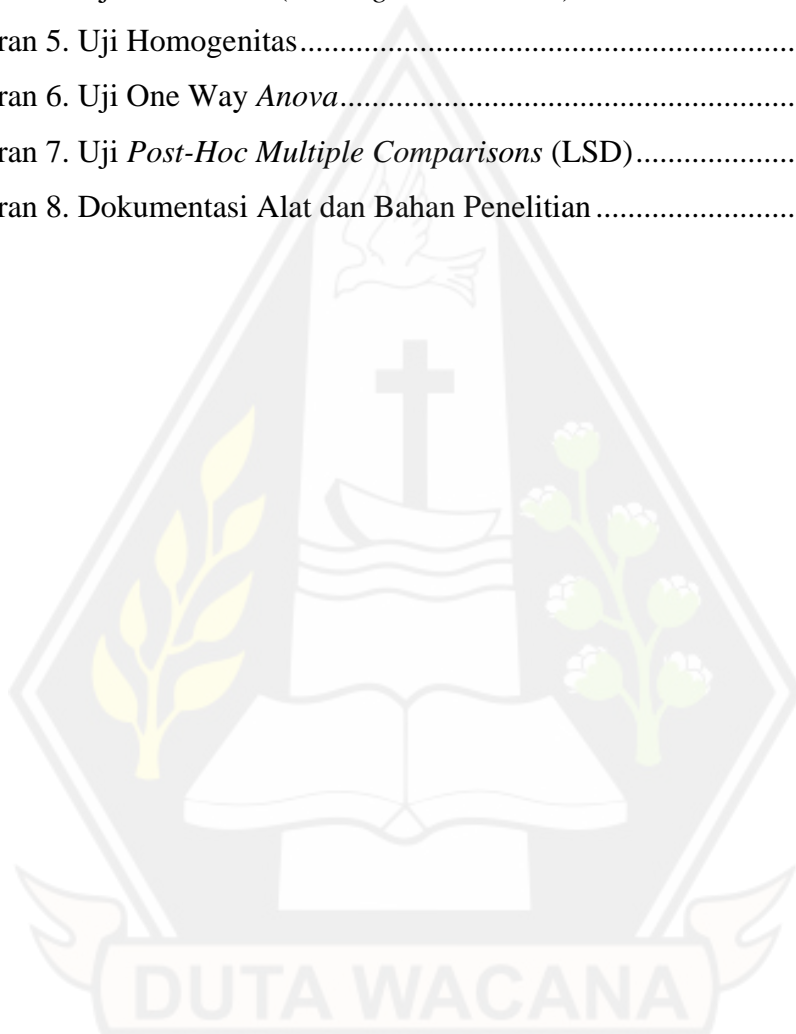 ran 5. Uji Homogenitas........................................................
ran 6. Uji One Way Anova...................................................
ran 7. Uji Post-Hoc Multiple Comparisons (LSD)...................
ran 8. Dokumentasi Alat dan Bahan Penelitian........................
DUTA WACANA